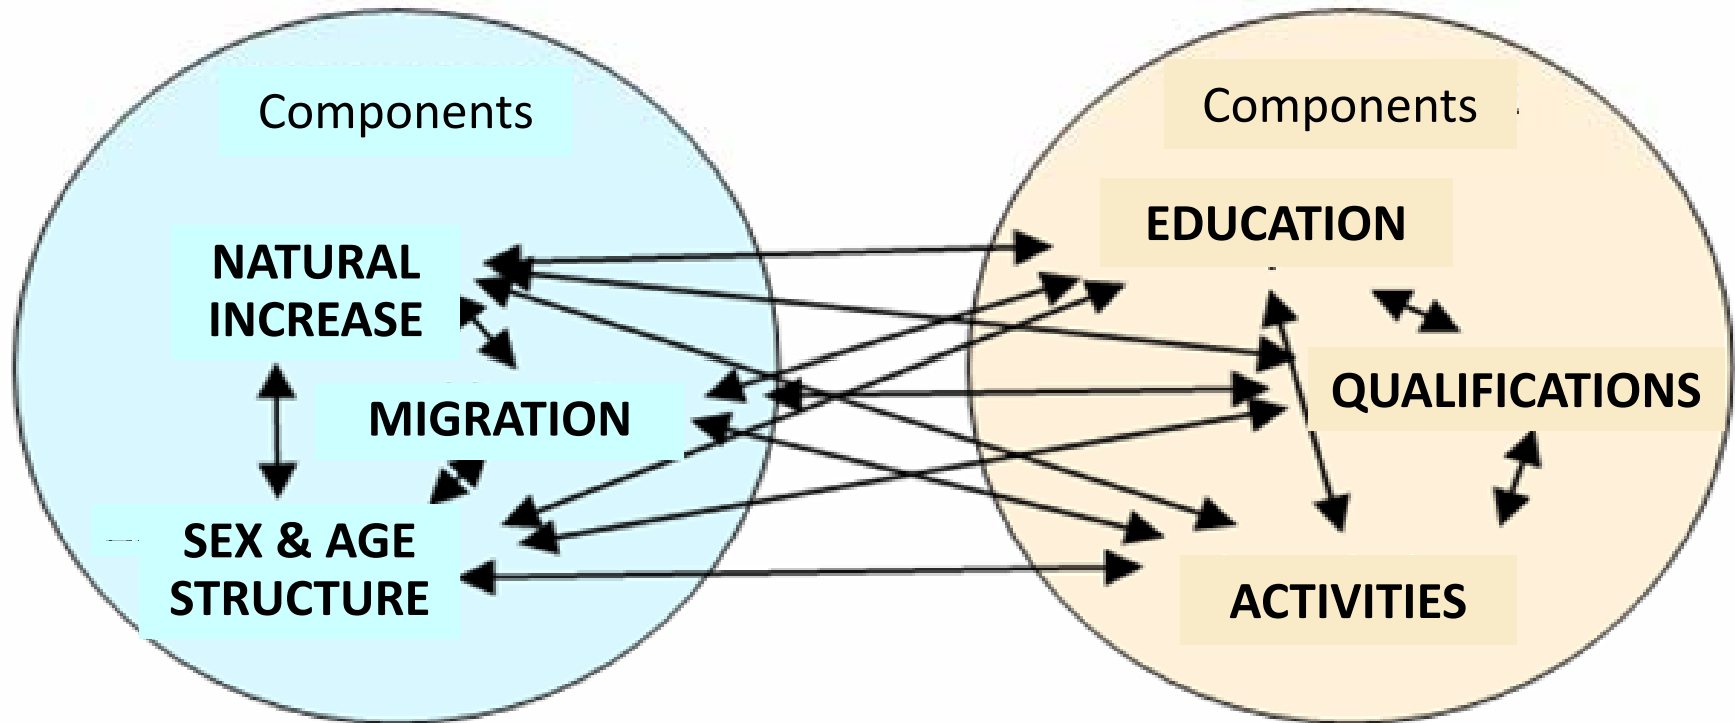 Components
NATURAL
INCREASE
MIGRATION
SEX & AGE
STRUCTURE
Components
EDUCATION
QUALIFICATIONS
ACTIVITIES